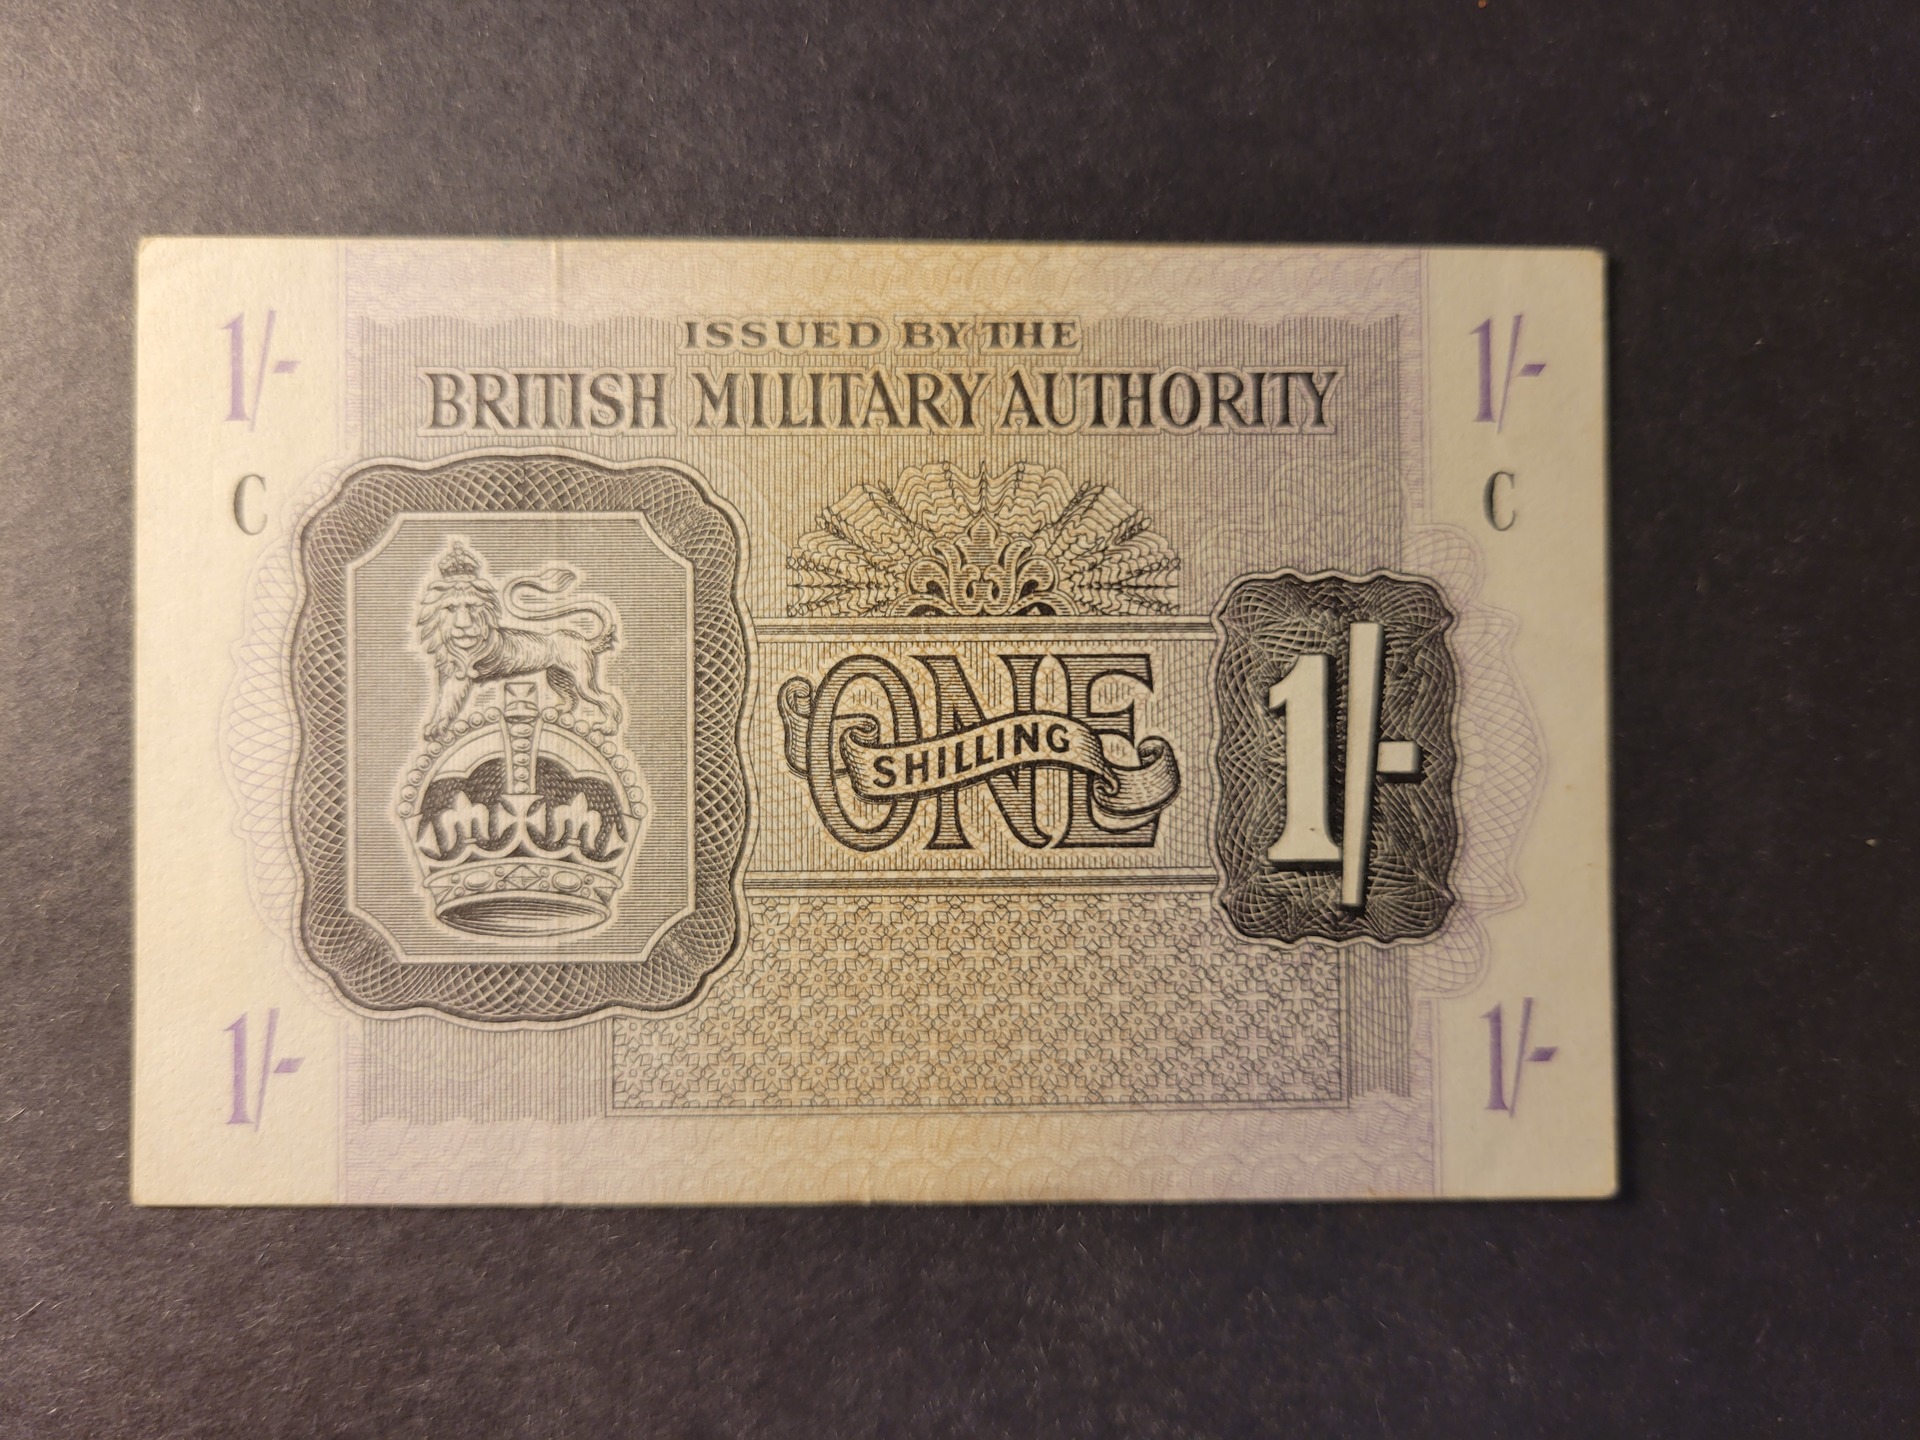 ISSUED BY THE
BRITISH MILITARY AUTHORITY
1/-
1/-
C
C
ONE
SHILLING
1/-
1/-
1/-